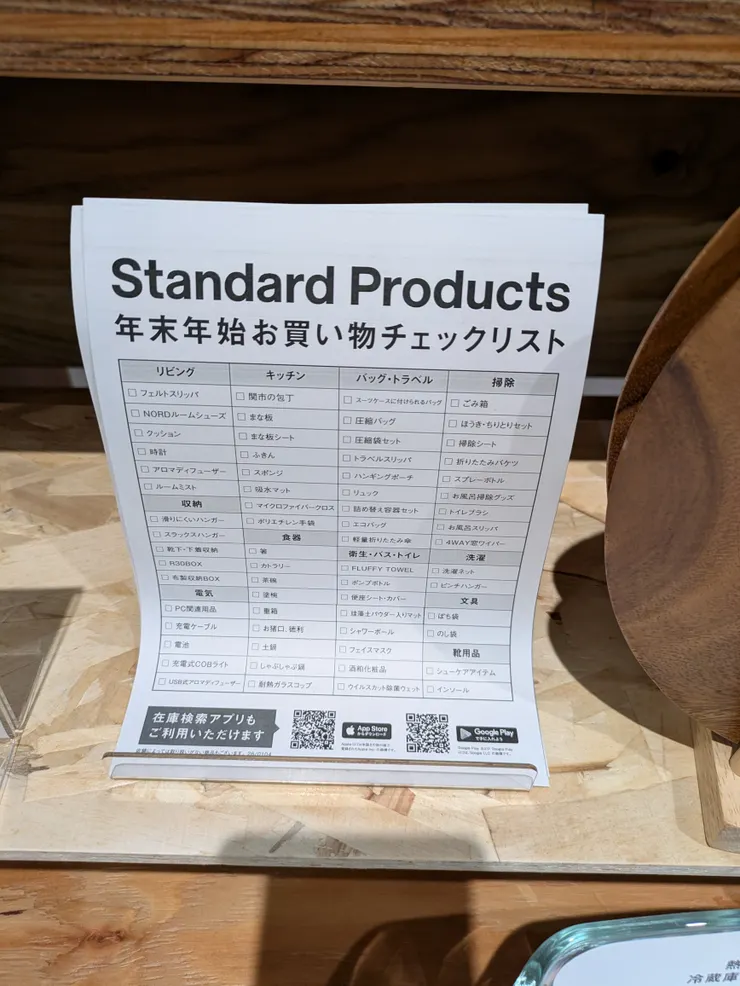 Standard Products
年末年始お買い物チェックリスト
リビング
□ フェルトスリッパ
□ NORDルームシューズ
□ クッション
□ 時計
□ アロマディフューザー
□ ルームミスト
収納
□ 滑りにくいハンガー
□ スラックスハンガー
□ 靴下・下着収納
□ R30BOX
□ 布製収納BOX
電気
□ PC関連用品
□ 充電ケーブル
□ 電池
□ 充電式COBライト
□ USB式アロマディフューザー
キッチン
□ 関市の包丁
□ まな板
□ まな板シート
□ ふきん
□ スポンジ
□ 吸水マット
□ マイクロファイバークロス
□ ポリエチレン手袋
食器
□ 箸
□ カトラリー
□ 茶碗
□ 塗椀
□ 重箱
□ お猪口、徳利
□ 土鍋
□ しゃぶしゃぶ鍋
□ 耐熱ガラスコップ
バッグ・トラベル
□ スーツケースに付けられるバッグ
□ 圧縮バッグ
□ 圧縮袋セット
□ トラベルスリッパ
□ ハンギングポーチ
□ リュック
□ 詰め替え容器セット
□ エコバッグ
□ 軽量折りたたみ傘
衛生・バス・トイレ
□ FLUFFY TOWEL
□ ポンプボトル
□ 便座シート・カバー
□ 珪藻土パウダー入りマット
□ シャワーボール
□ フェイスマスク
□ 酒粕化粧品
□ ウイルスカット除菌ウェット
掃除
□ ごみ箱
□ ほうき・ちりとりセット
□ 掃除シート
□ 折りたたみバケツ
□ スプレーボトル
□ お風呂掃除グッズ
□ トイレブラシ
□ お風呂スリッパ
□ 4WAY窓ワイパー
洗濯
□ 洗濯ネット
□ ピンチハンガー
文具
□ ぽち袋
□ のし袋
靴用品
□ シューケアアイテム
□ インソール
在庫検索アプリも
ご利用いただけます
App Store
からダウンロード
Google Play
で手に入れよう
熱
冷蔵庫